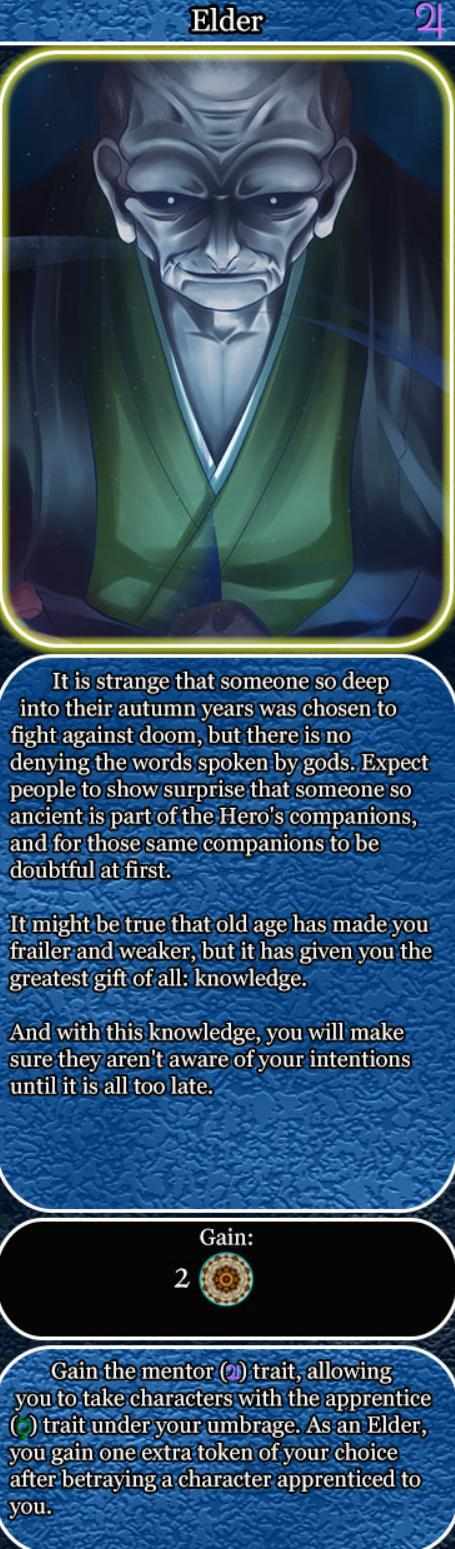 Elder ♃
It is strange that someone so deep
into their autumn years was chosen to
fight against doom, but there is no
denying the words spoken by gods. Expect
people to show surprise that someone so
ancient is part of the Hero's companions,
and for those same companions to be
doubtful at first.
It might be true that old age has made you
frailer and weaker, but it has given you the
greatest gift of all: knowledge.
And with this knowledge, you will make
sure they aren't aware of your intentions
until it is all too late.
Gain:
2
Gain the mentor (♃) trait, allowing
you to take characters with the apprentice
() trait under your umbrage. As an Elder,
you gain one extra token of your choice
after betraying a character apprenticed to
you.